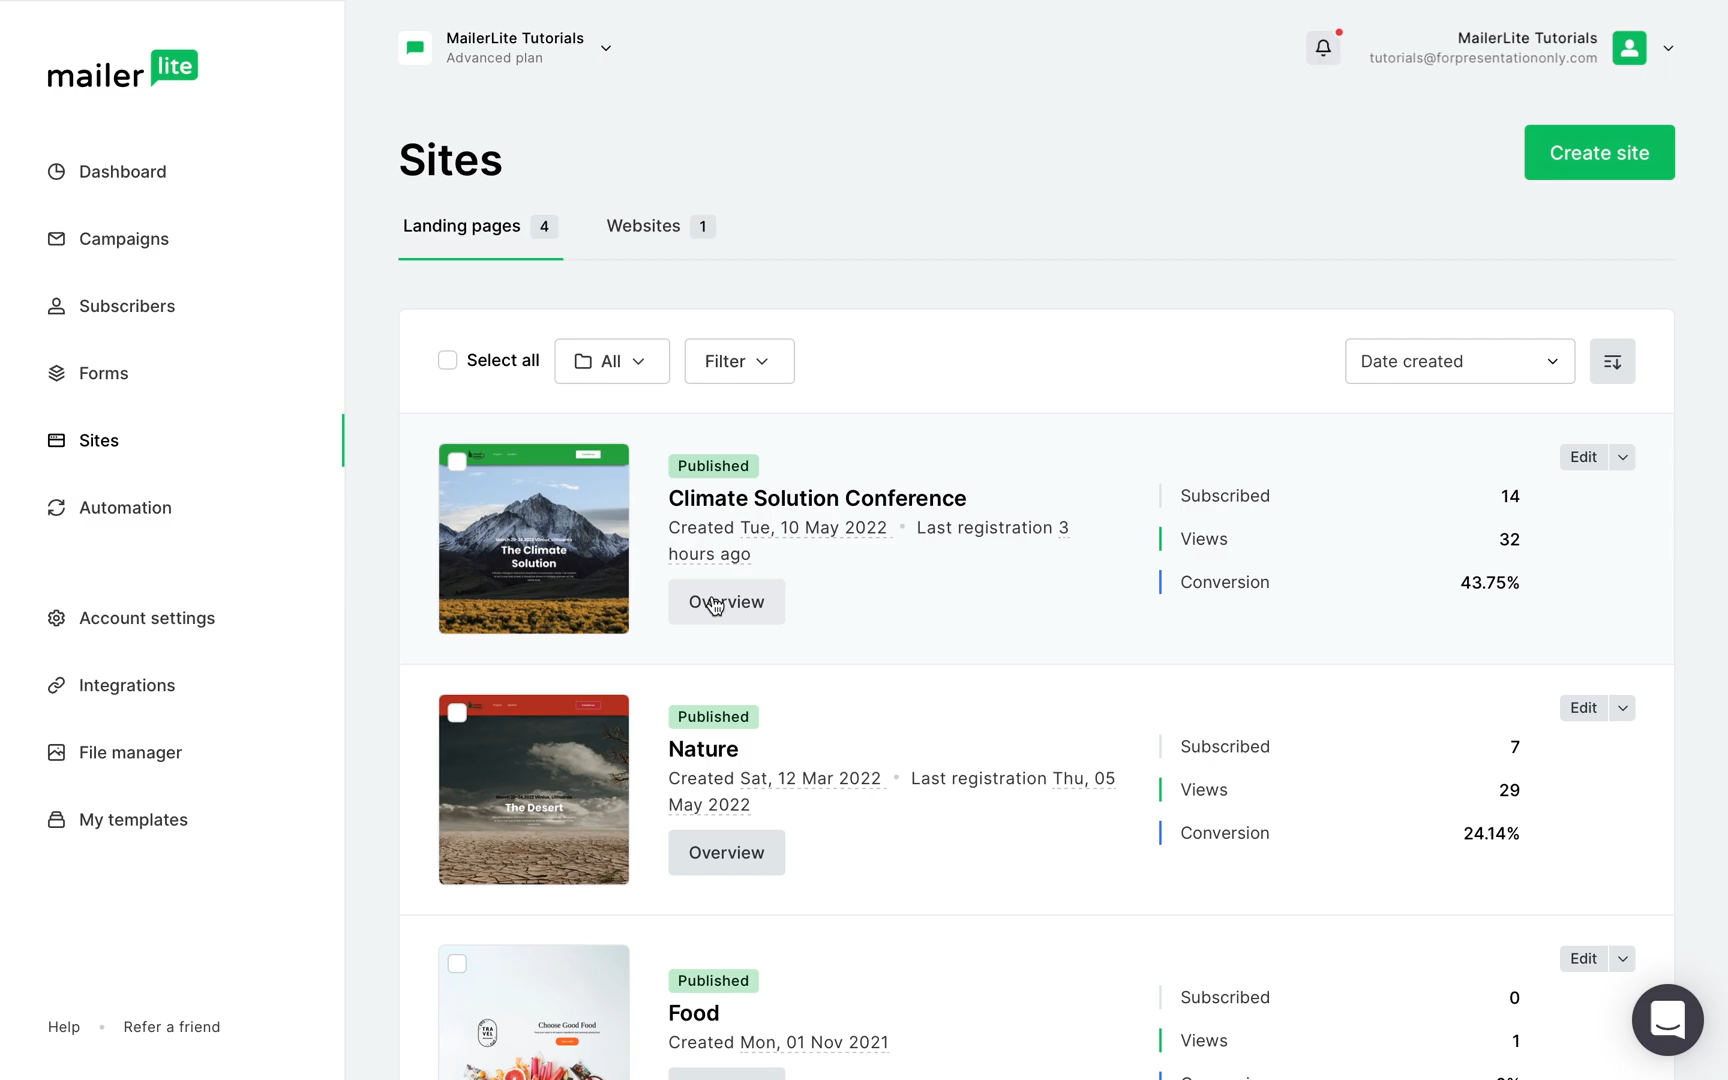 mailer lite
MailerLite Tutorials
Advanced plan
MailerLite Tutorials
tutorials@forpresentationonly.com
Dashboard
Campaigns
Subscribers
Forms
Sites
Automation
Account settings
Integrations
File manager
My templates
Help • Refer a friend
Sites
Create site
Landing pages 4
Websites 1
Select all
All
Filter
Date created
The Climate
Solution
Published
Climate Solution Conference
Created Tue, 10 May 2022 • Last registration 3
hours ago
Overview
Subscribed 14
Views 32
Conversion 43.75%
Edit
The Desert
Published
Nature
Created Sat, 12 Mar 2022 • Last registration Thu, 05
May 2022
Overview
Subscribed 7
Views 29
Conversion 24.14%
Edit
TRA
VEL
Choose Good Food
Published
Food
Created Mon, 01 Nov 2021
Subscribed 0
Views 1
Edit